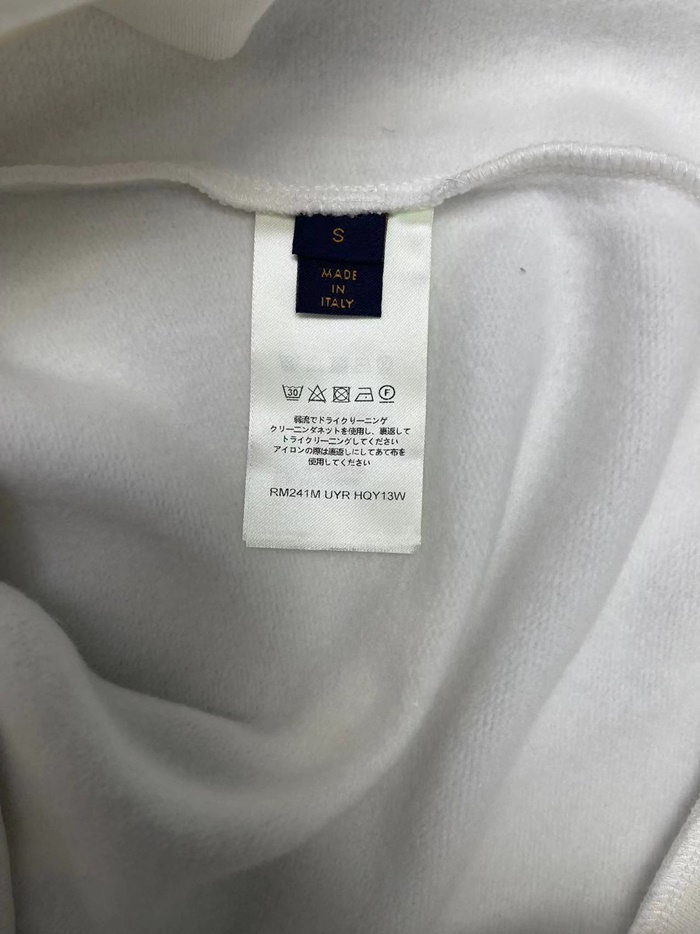 S
MADE
IN
ITALY
30
F
弱流でドライクリーニング
クリーニンダネットを使用し、裏返して
トライクリーニングしてください
アイロンの際は裏返しにしてあて布を
使用してください
RM241M UYR HQY13W